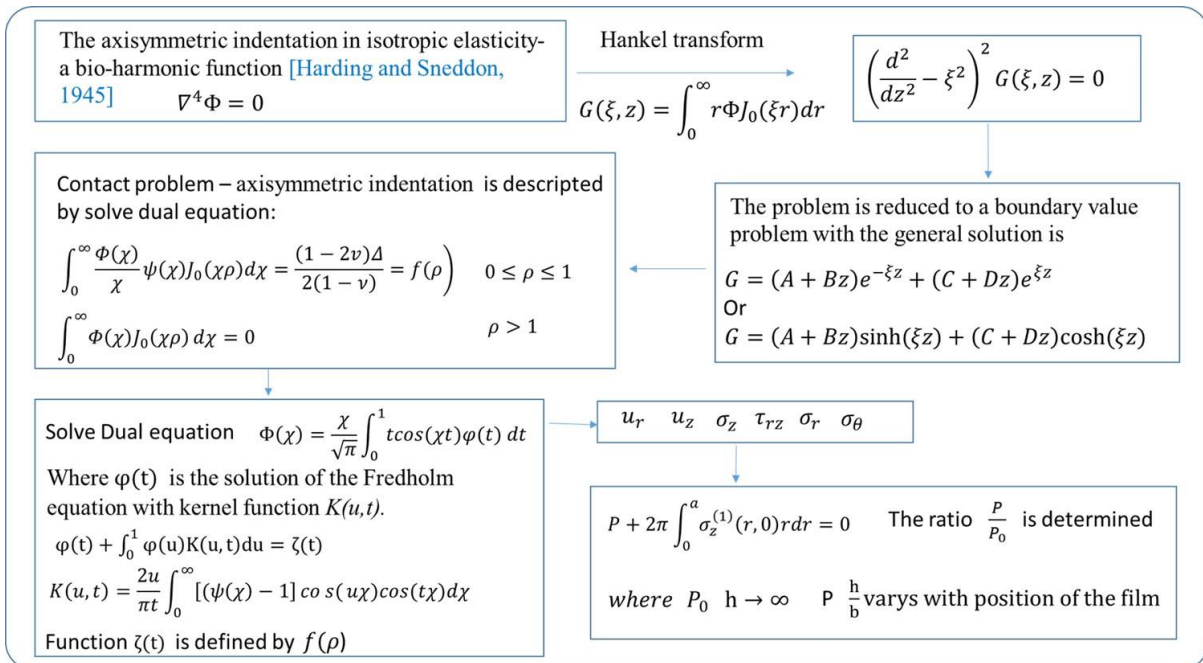 The axisymmetric indentation in isotropic elasticity-
a bio-harmonic function [Harding and Sneddon,
1945]
∇⁴Φ = 0
Hankel transform
G(ξ, z) = ∫₀^∞ rΦJ₀(ξr)dr
(d²/dz² − ξ²)² G(ξ, z) = 0
The problem is reduced to a boundary value
problem with the general solution is
G = (A + Bz)e^{−ξz} + (C + Dz)e^{ξz}
Or
G = (A + Bz)sinh(ξz) + (C + Dz)cosh(ξz)
Contact problem – axisymmetric indentation is descripted
by solve dual equation:
∫₀^∞ Φ(χ)/χ ψ(χ)J₀(χρ)dχ = (1 − 2ν)Δ/2(1 − ν) = f(ρ) 0 ≤ ρ ≤ 1
∫₀^∞ Φ(χ)J₀(χρ) dχ = 0 ρ > 1
Solve Dual equation Φ(χ) = χ/√π ∫₀¹ tcos(χt)φ(t) dt
Where φ(t) is the solution of the Fredholm
equation with kernel function K(u,t).
φ(t) + ∫₀¹ φ(u)K(u, t)du = ζ(t)
K(u, t) = 2u/πt ∫₀^∞ [(ψ(χ) − 1] co s(uχ)cos(tχ)dχ
Function ζ(t) is defined by f(ρ)
u_r u_z σ_z τ_rz σ_r σ_θ
P + 2π ∫₀^a σ_z^(1)(r, 0)rdr = 0 The ratio P/P₀ is determined
where P₀ h → ∞ P h/b varys with position of the film